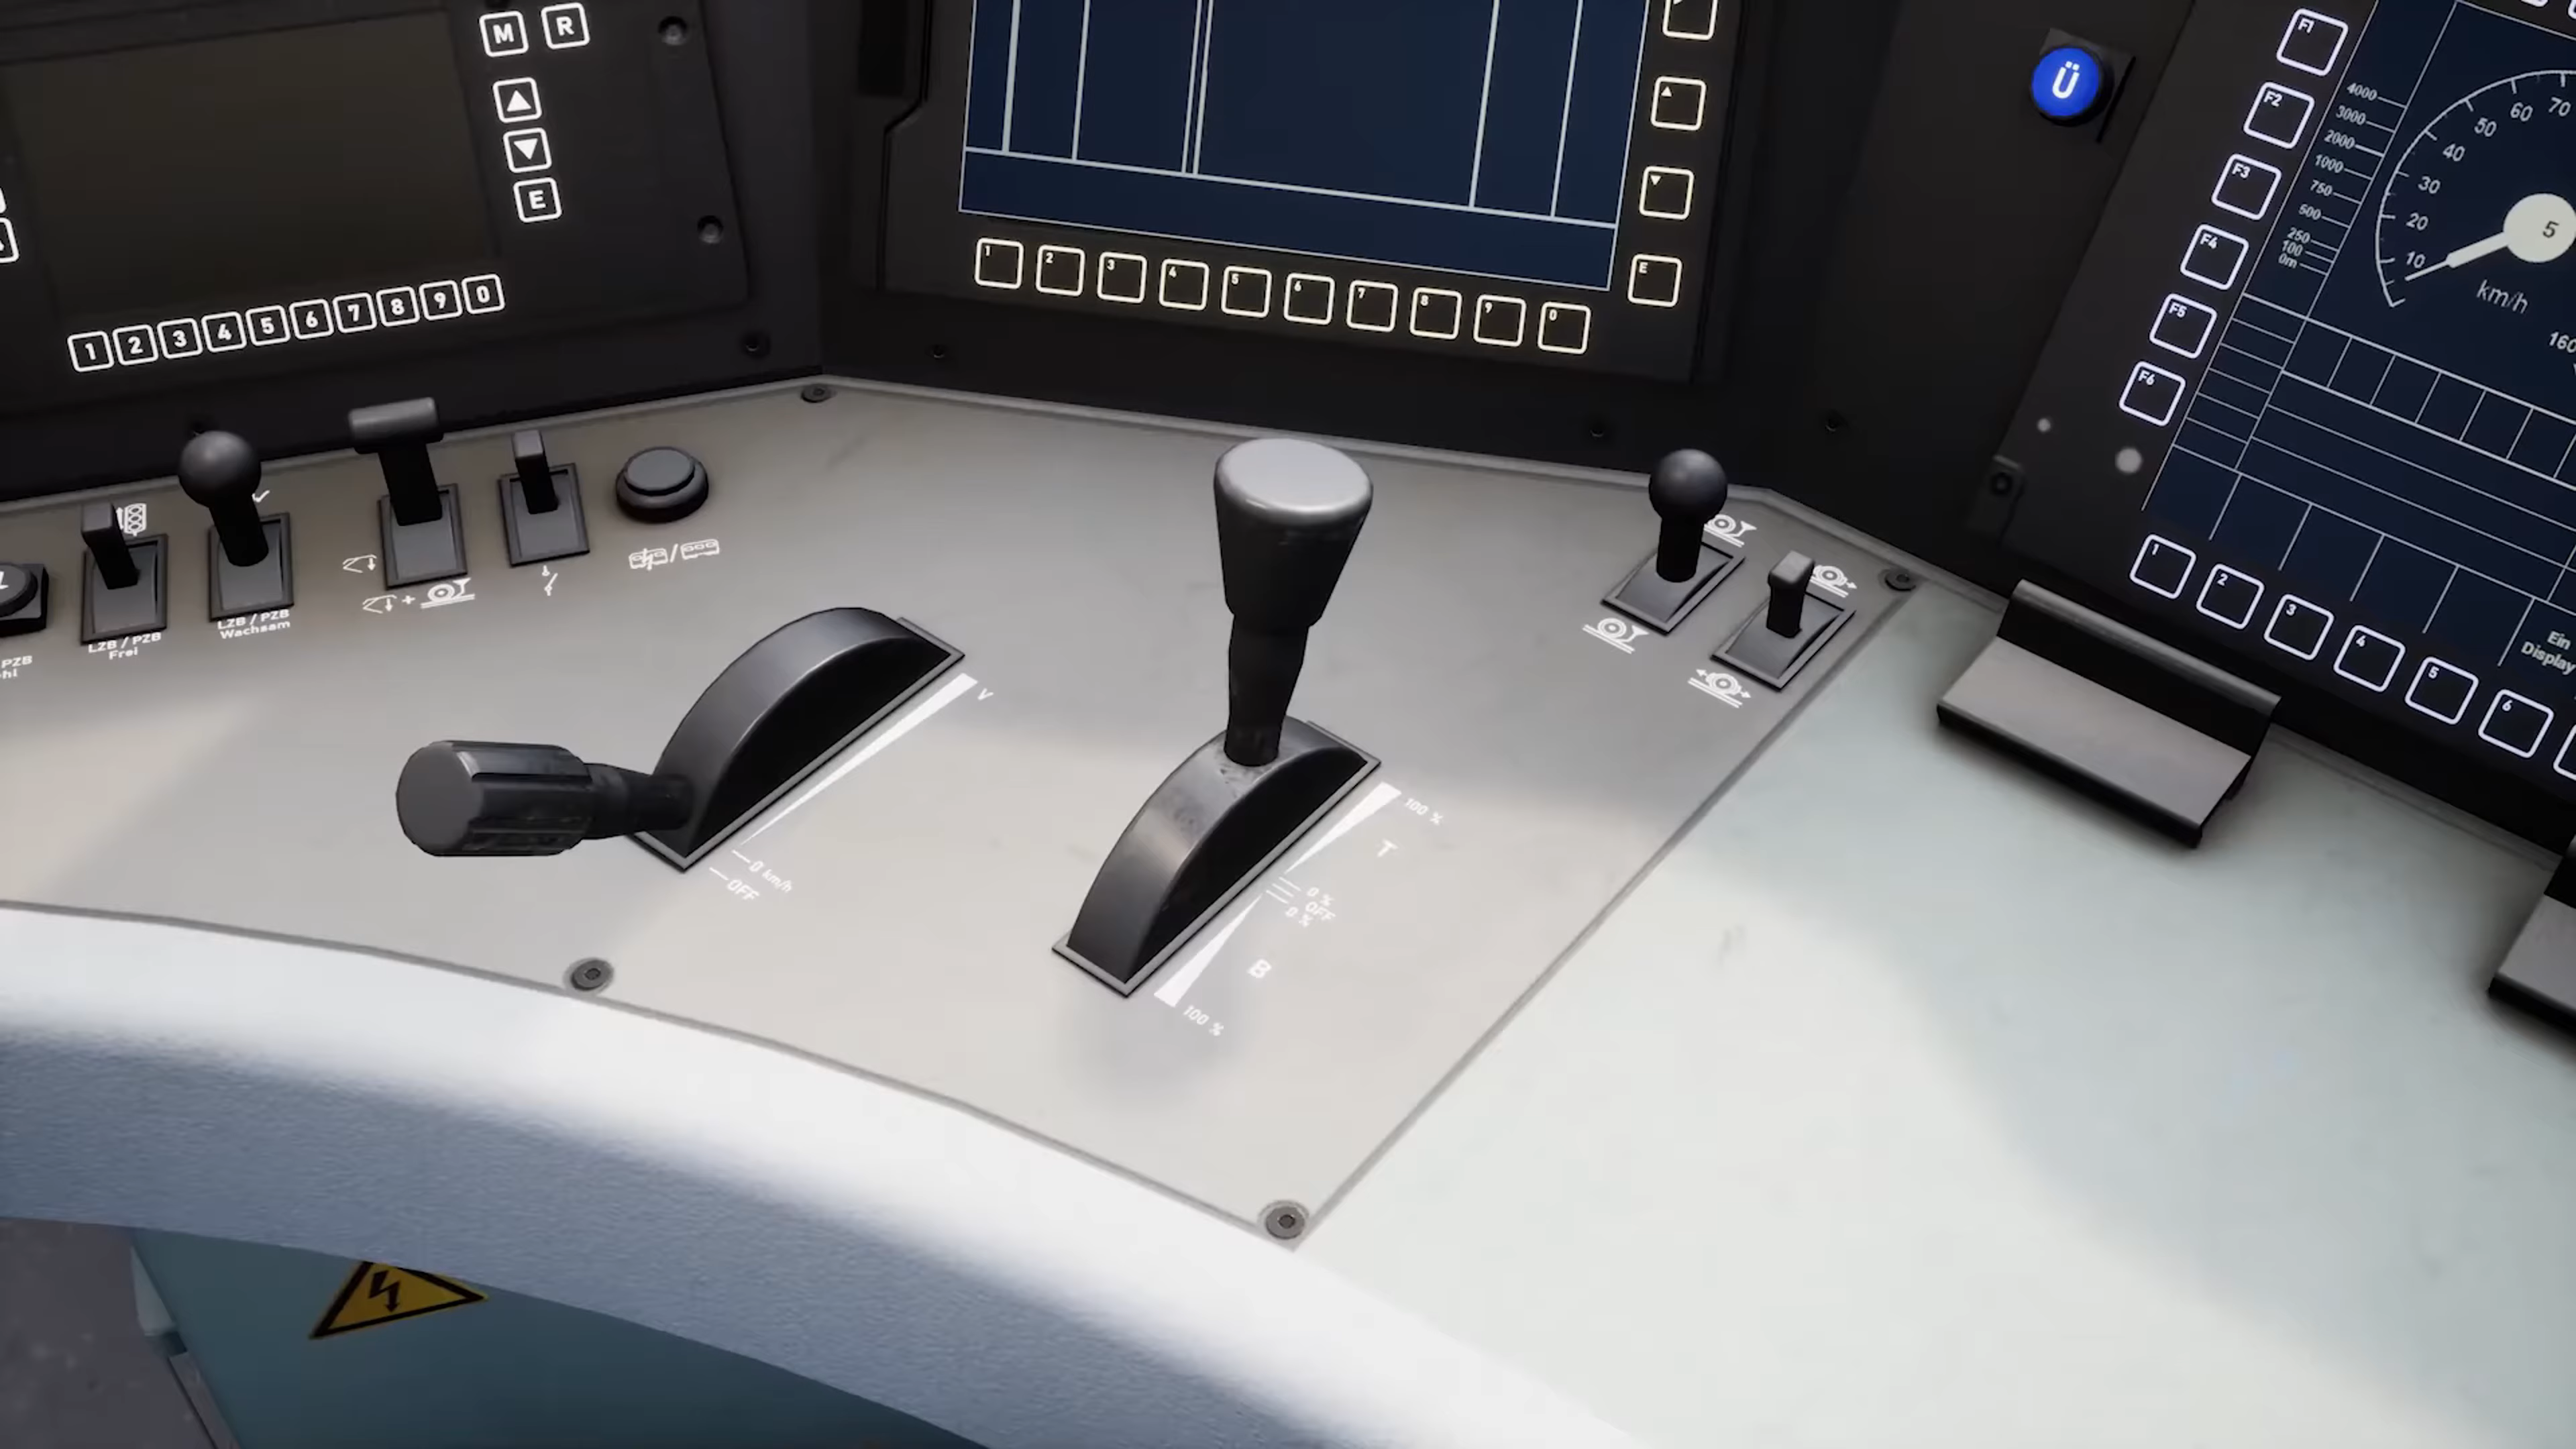 M R
E
1 2 3 4 5 6 7 8 9 0
1 2 3 4 5 6 7 8 9 0
E
Ü
F1
F2
F3
F4
F5
F6
4000
3000
2000
1000
750
500
250
100
0m
10 20 30 40 50 60 70
5
km/h
160
1 2 3 4 5 6
Ein
Display
PZB
LZB / PZB
Frei
LZB / PZB
Wachsam
V
0 km/h
OFF
100 %
T
0 %
OFF
0 %
B
100 %